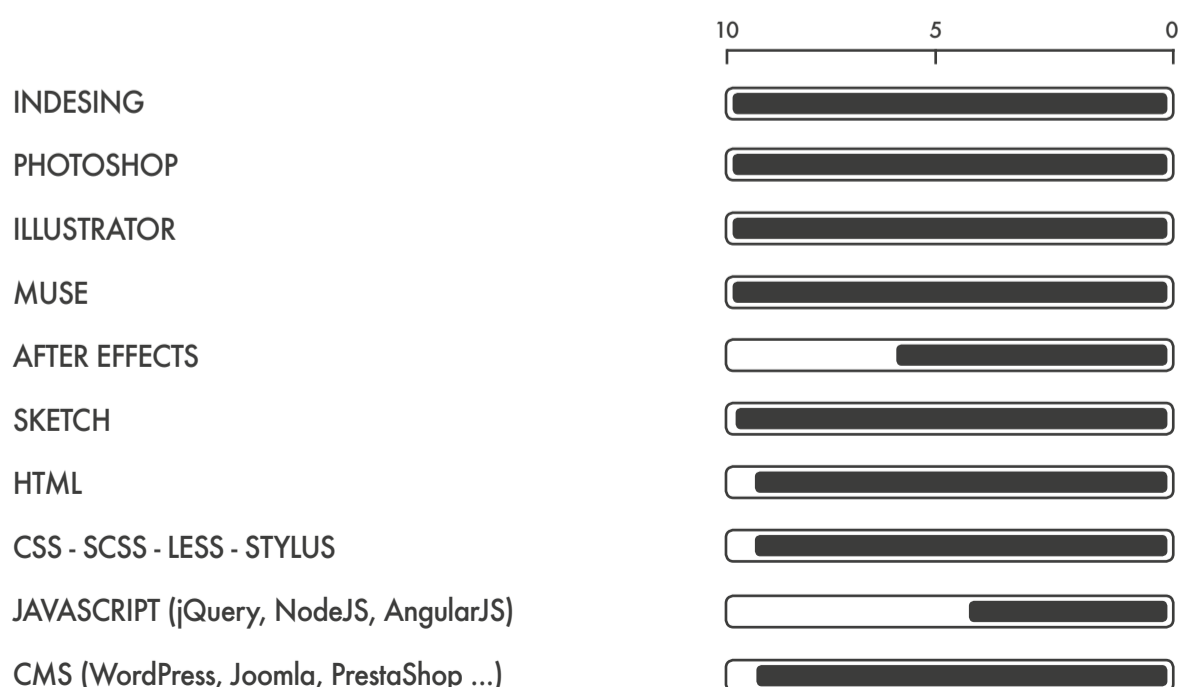 10 5 0
INDESING
PHOTOSHOP
ILLUSTRATOR
MUSE
AFTER EFFECTS
SKETCH
HTML
CSS - SCSS - LESS - STYLUS
JAVASCRIPT (jQuery, NodeJS, AngularJS)
CMS (WordPress, Joomla, PrestaShop ...)